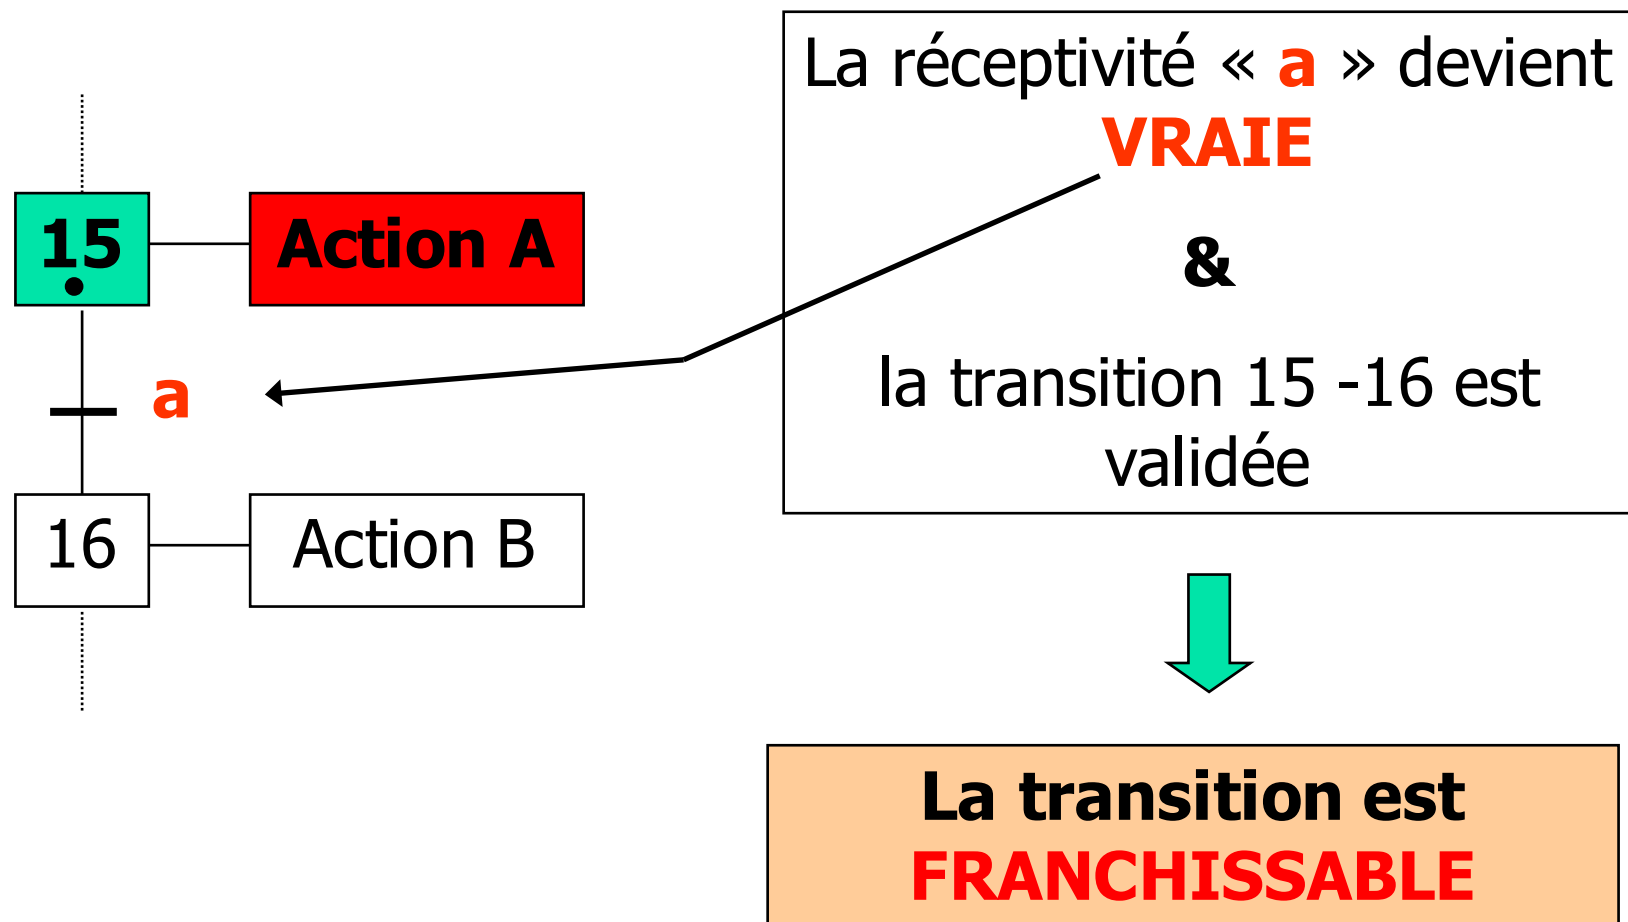 La réceptivité « a » devient
VRAIE
&
la transition 15 -16 est
validée
15
Action A
a
16
Action B
La transition est
FRANCHISSABLE